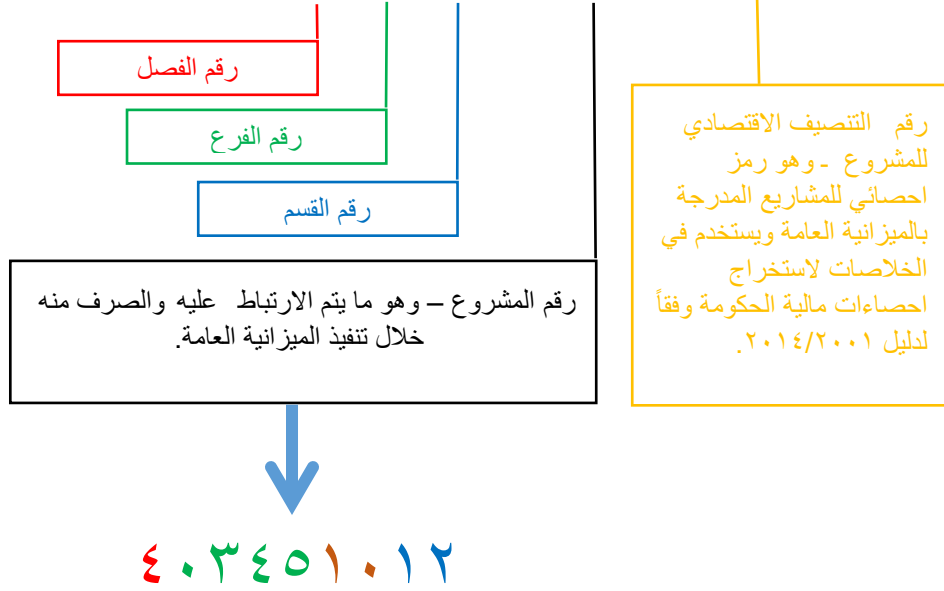 رقم الفصل
رقم الفرع
رقم القسم
رقم المشروع – وهو ما يتم الارتباط عليه والصرف منه
خلال تنفيذ الميزانية العامة.
رقم التنصيف الاقتصادي
للمشروع - وهو رمز
احصائي للمشاريع المدرجة
بالميزانية العامة ويستخدم في
الخلاصات لاستخراج
احصاءات مالية الحكومة وفقاً
لدليل ٢٠١٤/٢٠٠١.
٤٠٣٤٥١٠١٢